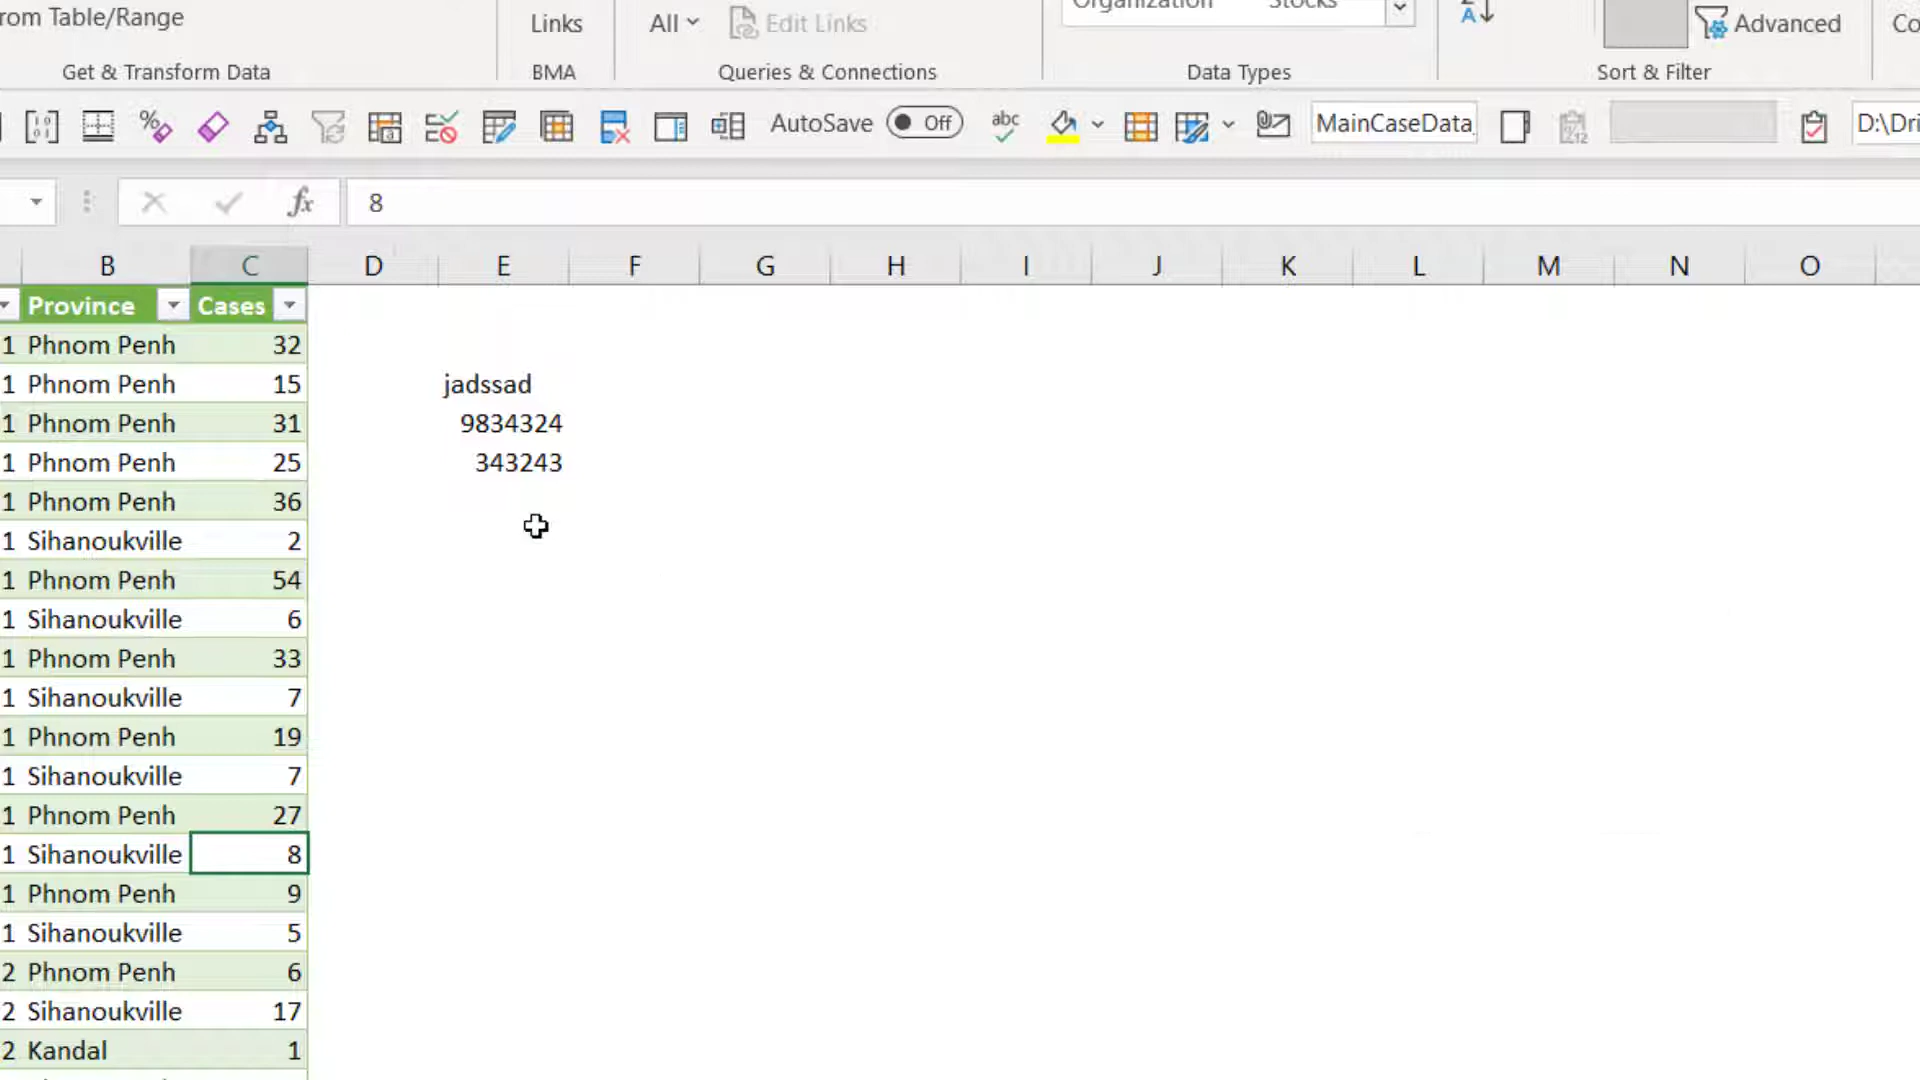 rom Table/Range
Links
All
Edit Links
Organization
Stocks
Advanced
Co
Get & Transform Data
BMA
Queries & Connections
Data Types
Sort & Filter
AutoSave
Off
abc
MainCaseData
D:\Dri
fx
8
B C D E F G H I J K L M N O
Province Cases
1 Phnom Penh 32
1 Phnom Penh 15
jadssad
1 Phnom Penh 31
9834324
1 Phnom Penh 25
343243
1 Phnom Penh 36
1 Sihanoukville 2
1 Phnom Penh 54
1 Sihanoukville 6
1 Phnom Penh 33
1 Sihanoukville 7
1 Phnom Penh 19
1 Sihanoukville 7
1 Phnom Penh 27
1 Sihanoukville 8
1 Phnom Penh 9
1 Sihanoukville 5
2 Phnom Penh 6
2 Sihanoukville 17
2 Kandal 1